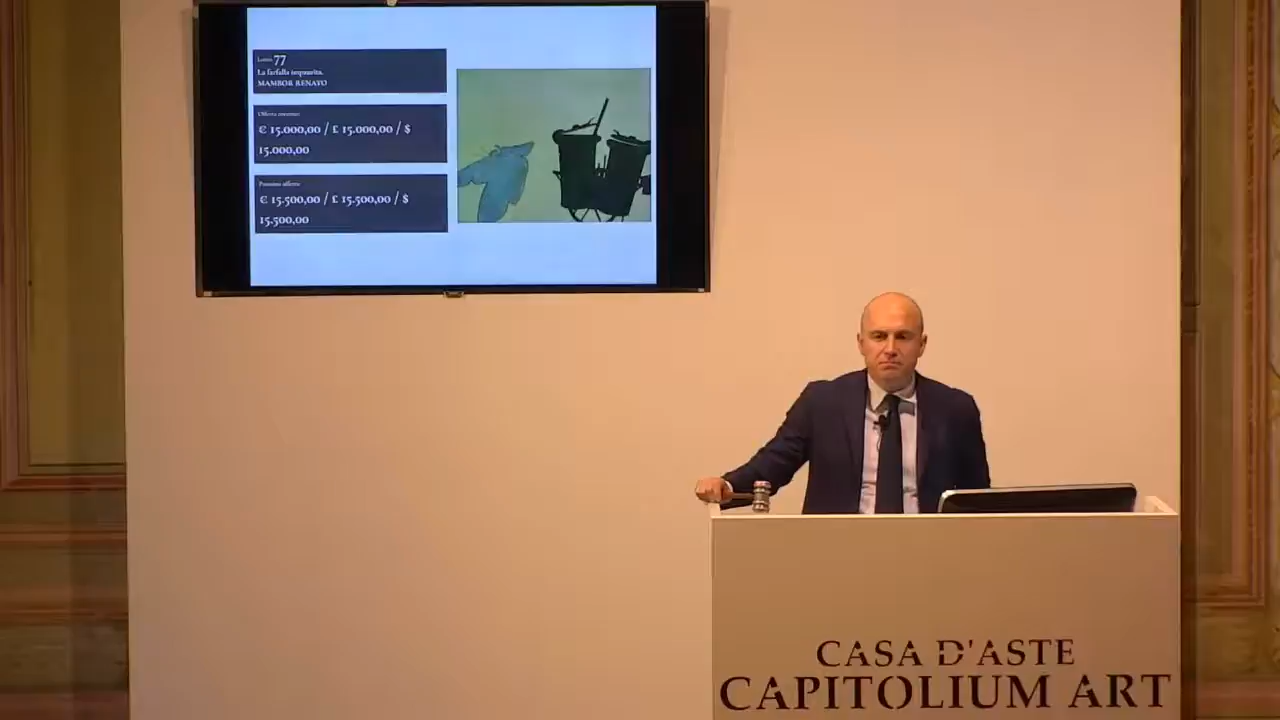 Lotto 77
La farfalla
MAMBOR RENATO
Offerta corrente:
€ 15.000,00 / £ 15.000,00 / $
15.000,00
Prossima offerta:
€ 15.500,00 / £ 15.500,00 / $
15.500,00
CASA D'ASTE
CAPITOLIUM ART